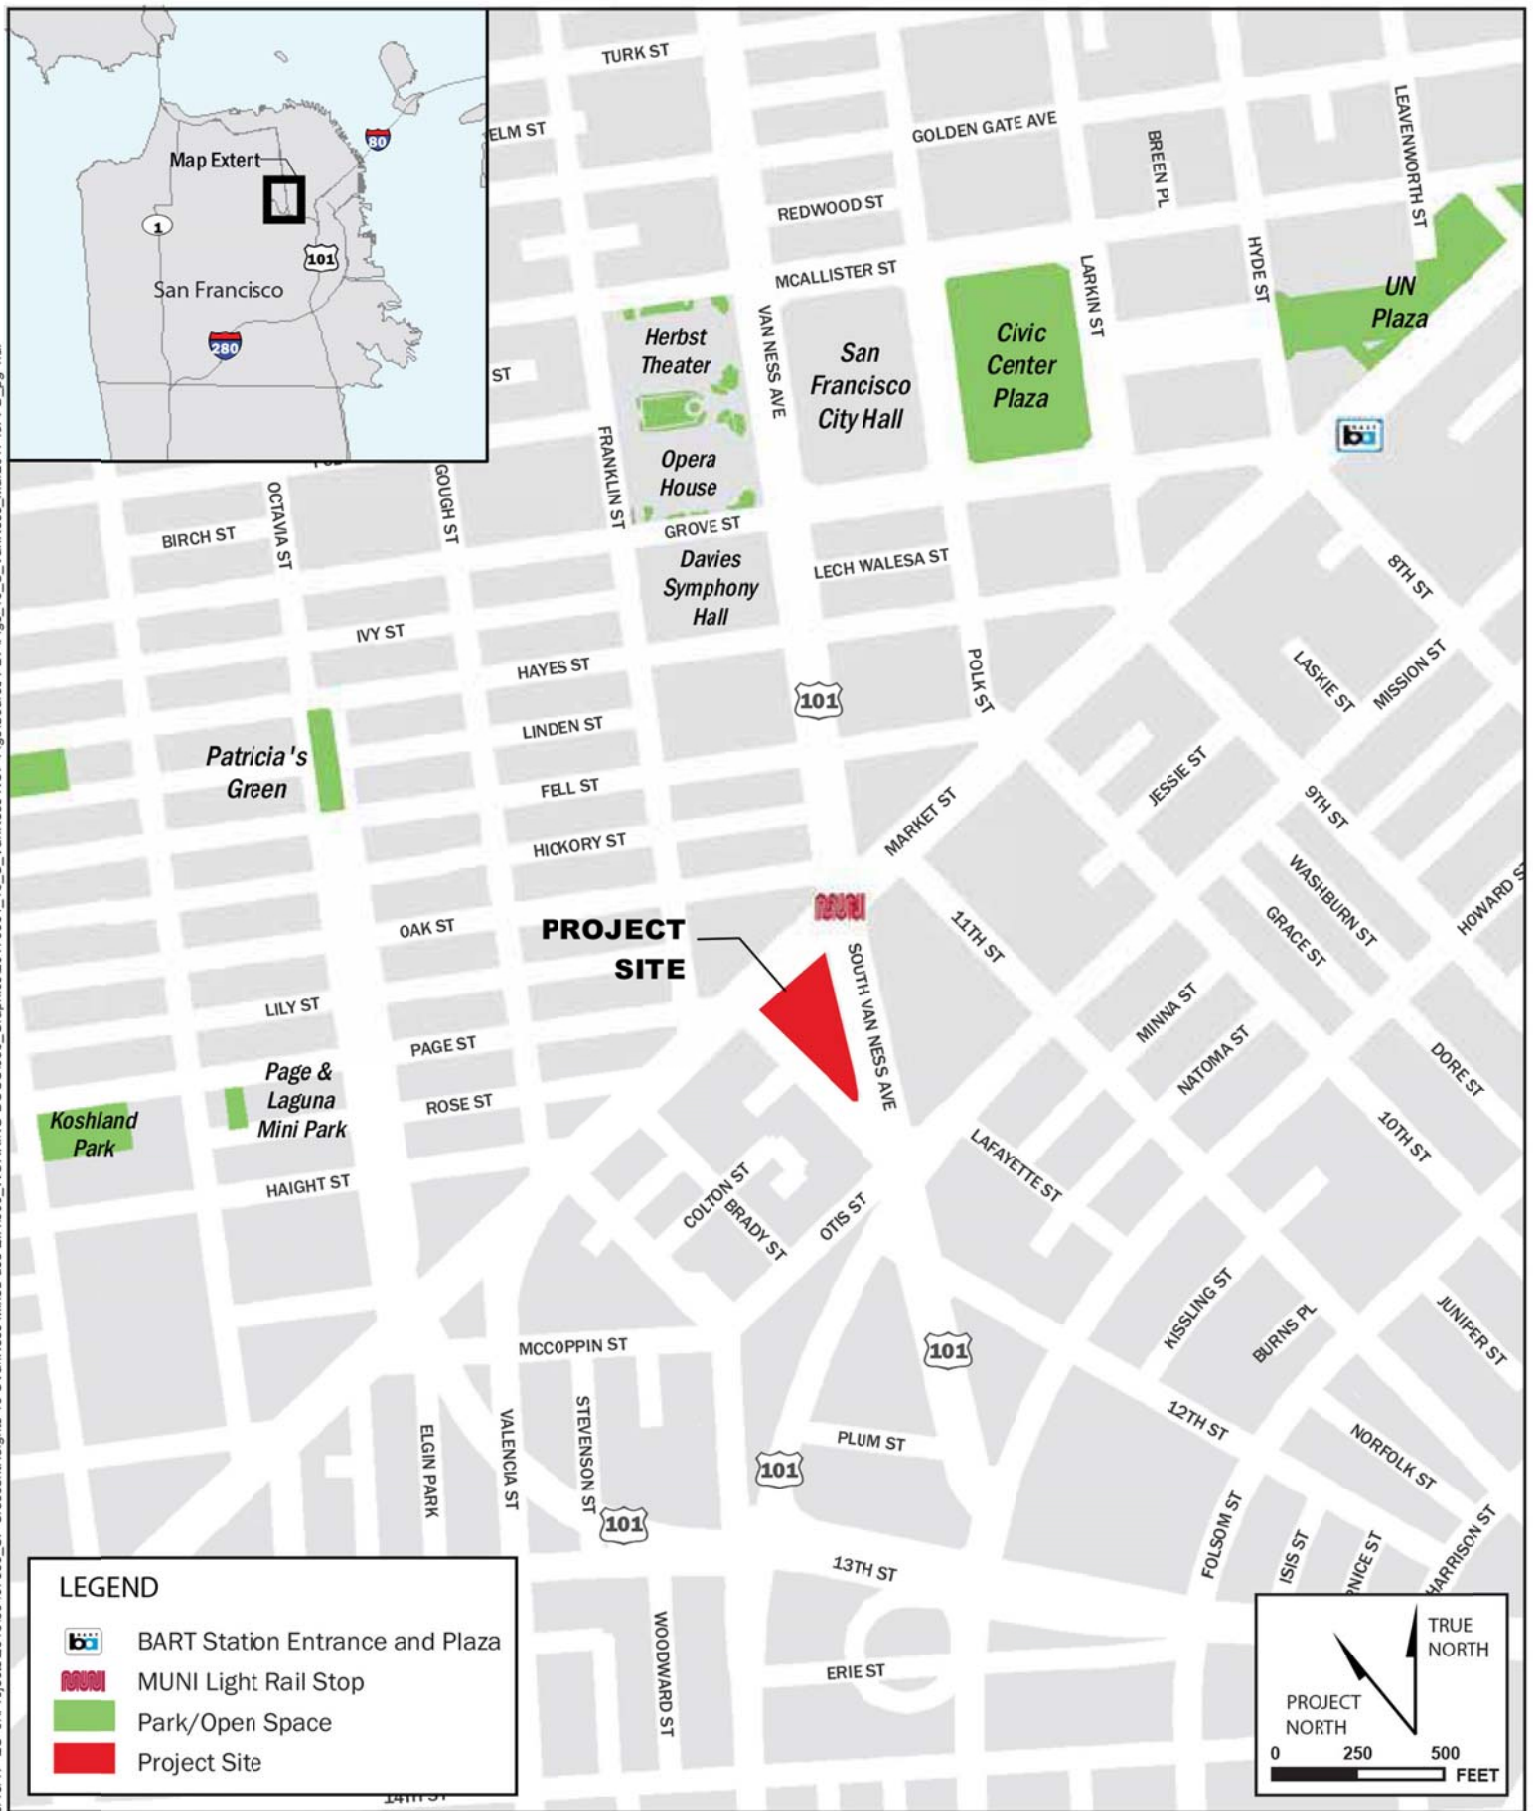 80
Map Extert
1
101
San Francisco
280
TURK ST
ELM ST
GOLDEN GATE AVE
BREEN PL
LEAVENWORTH ST
REDWOOD ST
MCALLISTER ST
VAN NESS AVE
LARKIN ST
HYDE ST
UN
Plaza
Herbst
Theater
San
Francisco
City Hall
Civic
Center
Plaza
ST
FRANKLIN ST
Opera
House
ba
GOUGH ST
OCTAVIA ST
BIRCH ST
GROVE ST
Davies
Symphony
Hall
LECH WALESA ST
8TH ST
IVY ST
HAYES ST
POLK ST
LASKIE ST
MISSION ST
101
LINDEN ST
Patricia's
Green
FELL ST
JESSIE ST
9TH ST
MARKET ST
HICKORY ST
WASHBURN ST
HOWARD ST
GRACE ST
MUNI
OAK ST
PROJECT
SITE
11TH ST
SOUTH VAN NESS AVE
LILY ST
PAGE ST
MINNA ST
NATOMA ST
DORE ST
Page &
Laguna
Mini Park
ROSE ST
Koshland
Park
10TH ST
LAFAYETTE ST
HAIGHT ST
COLTON ST
BRADY ST
OTIS ST
KISSLING ST
BURNS PL
JUNIPER ST
MCCOPPIN ST
101
ELGIN PARK
VALENCIA ST
STEVENSON ST
12TH ST
PLUM ST
NORFOLK ST
101
101
FOLSOM ST
ISIS ST
RNICE ST
HARRISON ST
13TH ST
WOODWARD ST
ERIE ST
14TH ST
LEGEND
ba
BART Station Entrance and Plaza
MUNI
MUNI Light Rail Stop
Park/Open Space
Project Site
TRUE
NORTH
PROJECT
NORTH
0 250 500
FEET